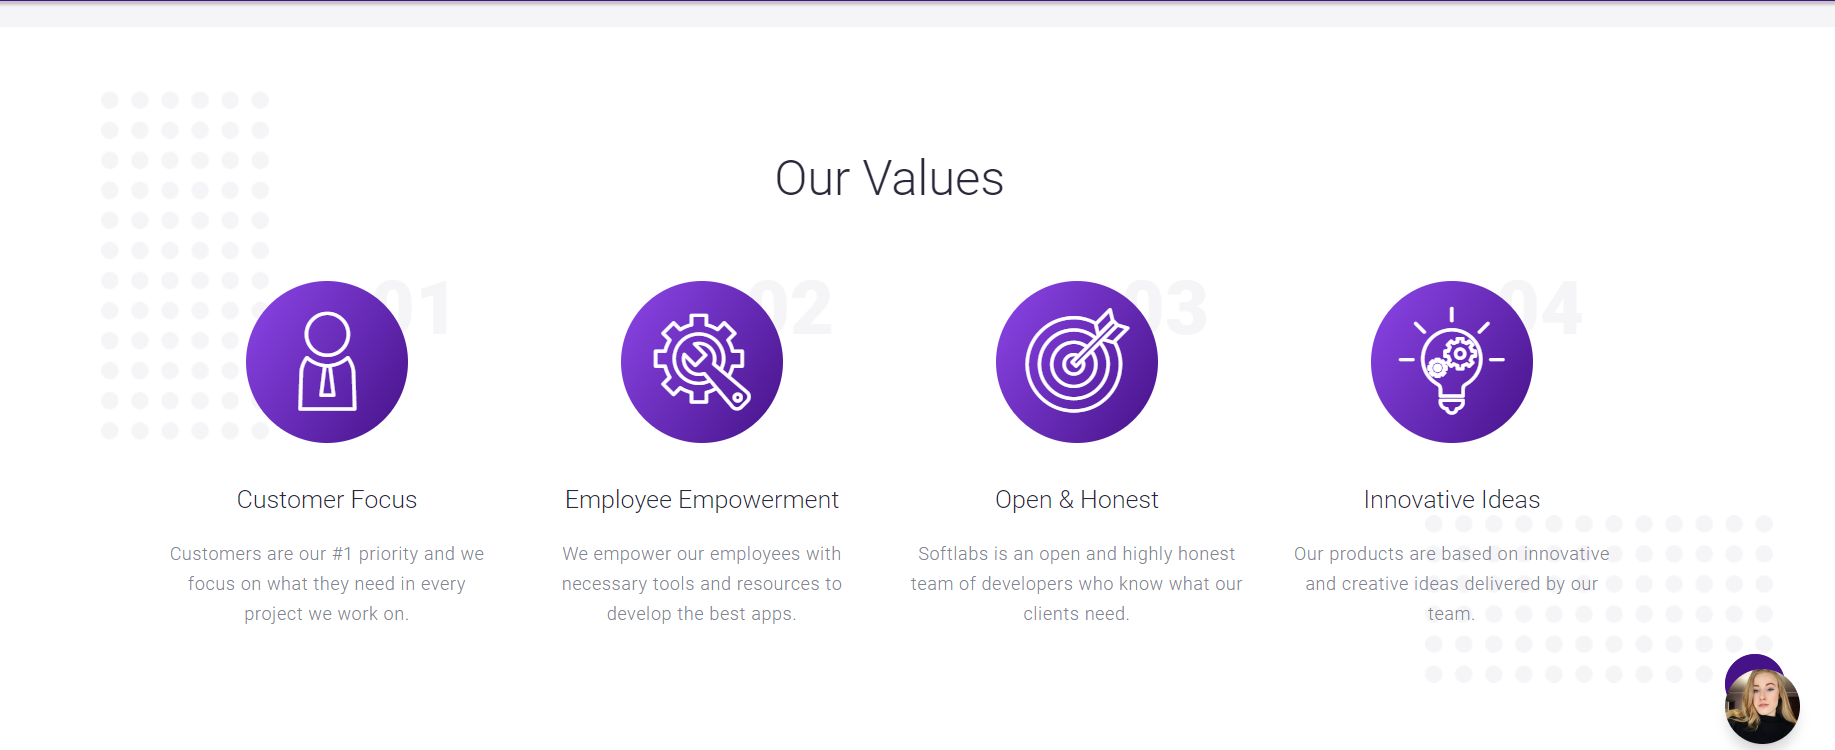 Our Values
01
02
03
04
Customer Focus
Customers are our #1 priority and we
focus on what they need in every
project we work on.
Employee Empowerment
We empower our employees with
necessary tools and resources to
develop the best apps.
Open & Honest
Softlabs is an open and highly honest
team of developers who know what our
clients need.
Innovative Ideas
Our products are based on innovative
and creative ideas delivered by our
team.